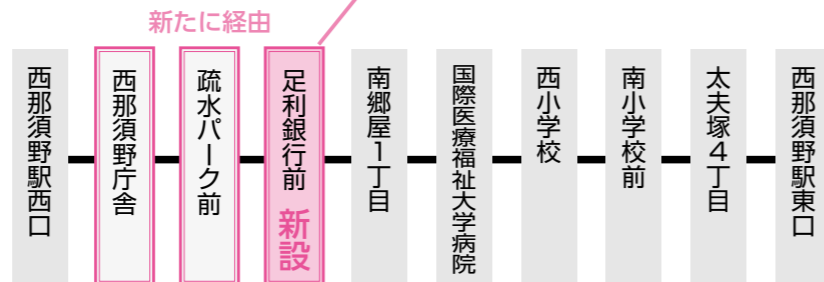 新たに経由
西那須野駅西口
西那須野庁舎
疏水パーク前
足利銀行前 新設
南郷屋1丁目
国際医療福祉大学病院
西小学校
南小学校前
太夫塚4丁目
西那須野駅東口